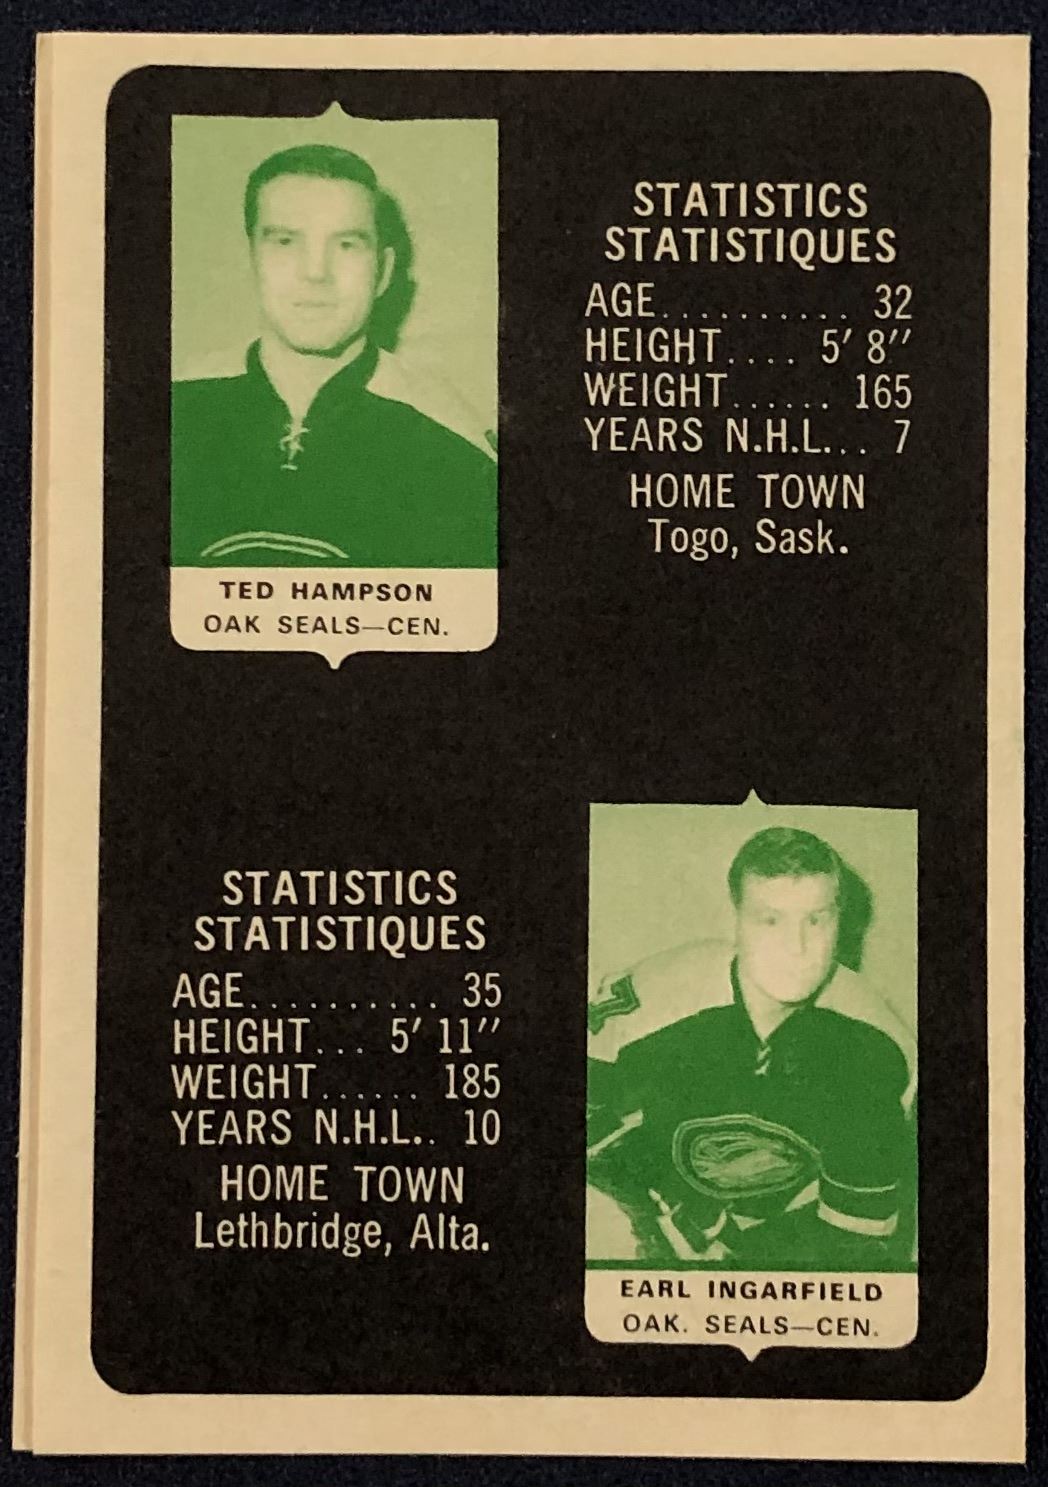 STATISTICS
STATISTIQUES
AGE.......... 32
HEIGHT.... 5′ 8″
WEIGHT...... 165
YEARS N.H.L... 7
HOME TOWN
Togo, Sask.
TED HAMPSON
OAK SEALS—CEN.
STATISTICS
STATISTIQUES
AGE.......... 35
HEIGHT... 5′ 11″
WEIGHT...... 185
YEARS N.H.L.. 10
HOME TOWN
Lethbridge, Alta.
EARL INGARFIELD
OAK. SEALS—CEN.